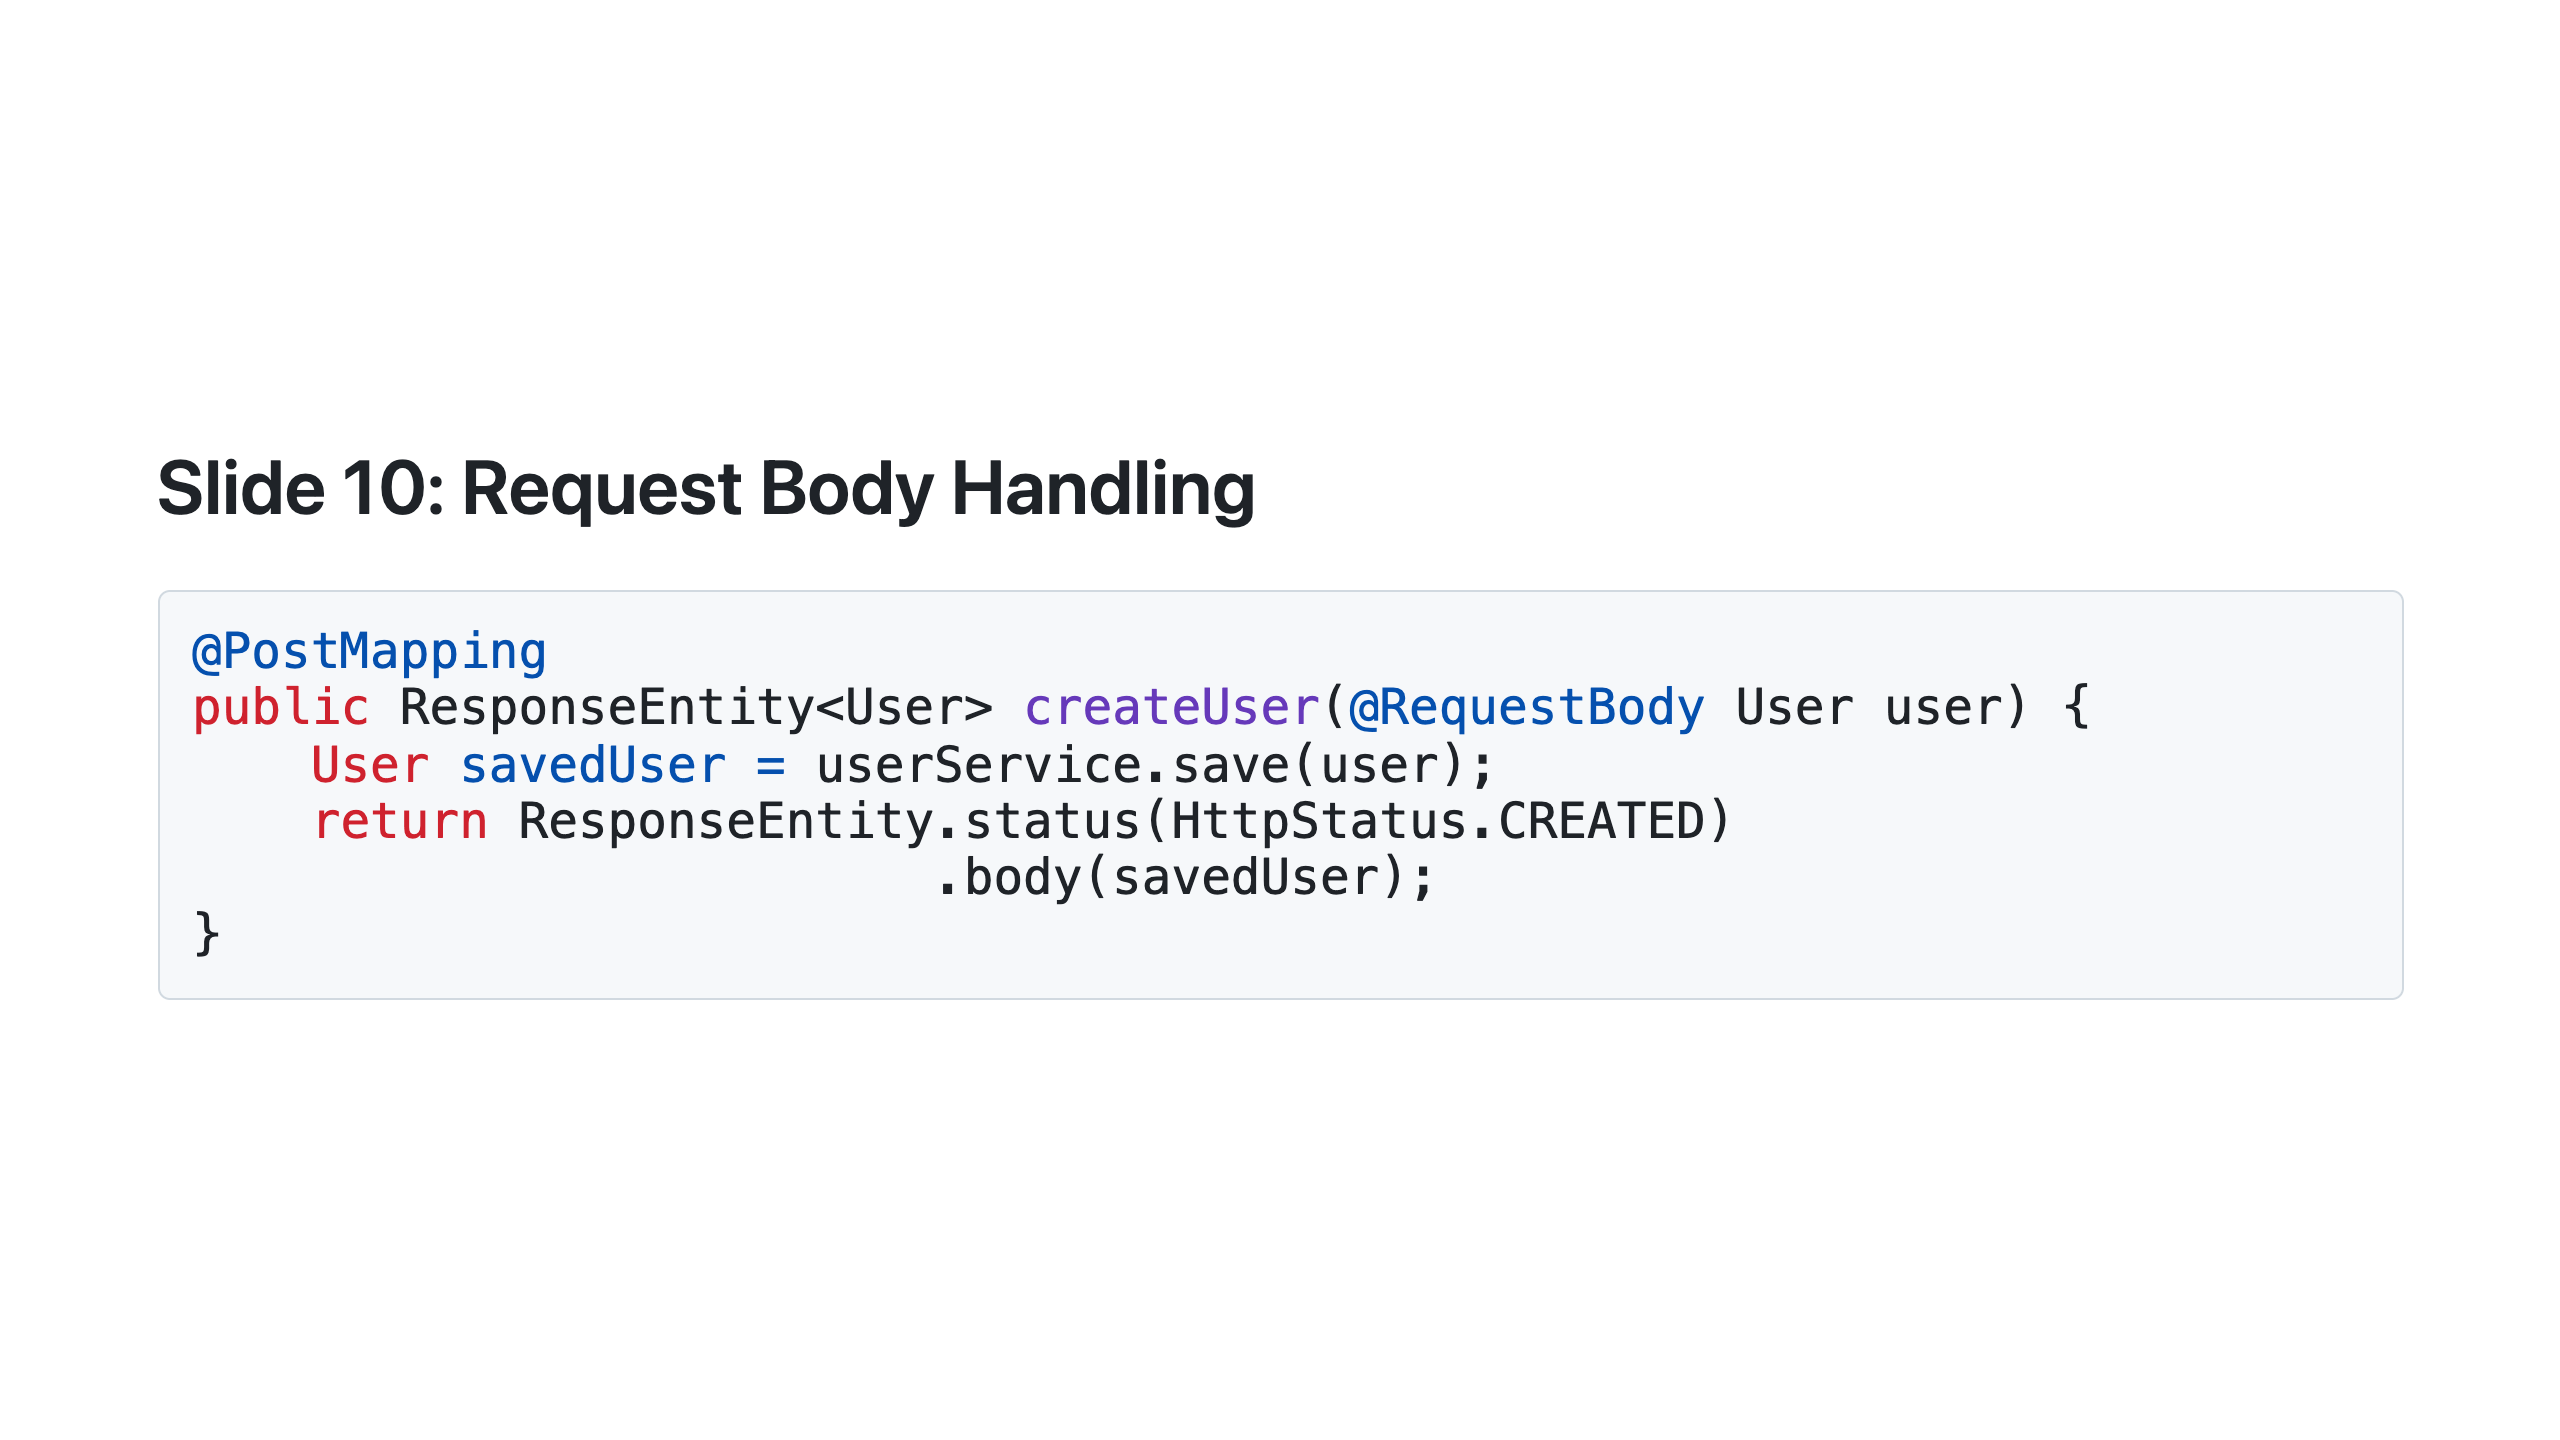 Slide 10: Request Body Handling
@PostMapping
public ResponseEntity<User> createUser(@RequestBody User user) {
    User savedUser = userService.save(user);
    return ResponseEntity.status(HttpStatus.CREATED)
                         .body(savedUser);
}